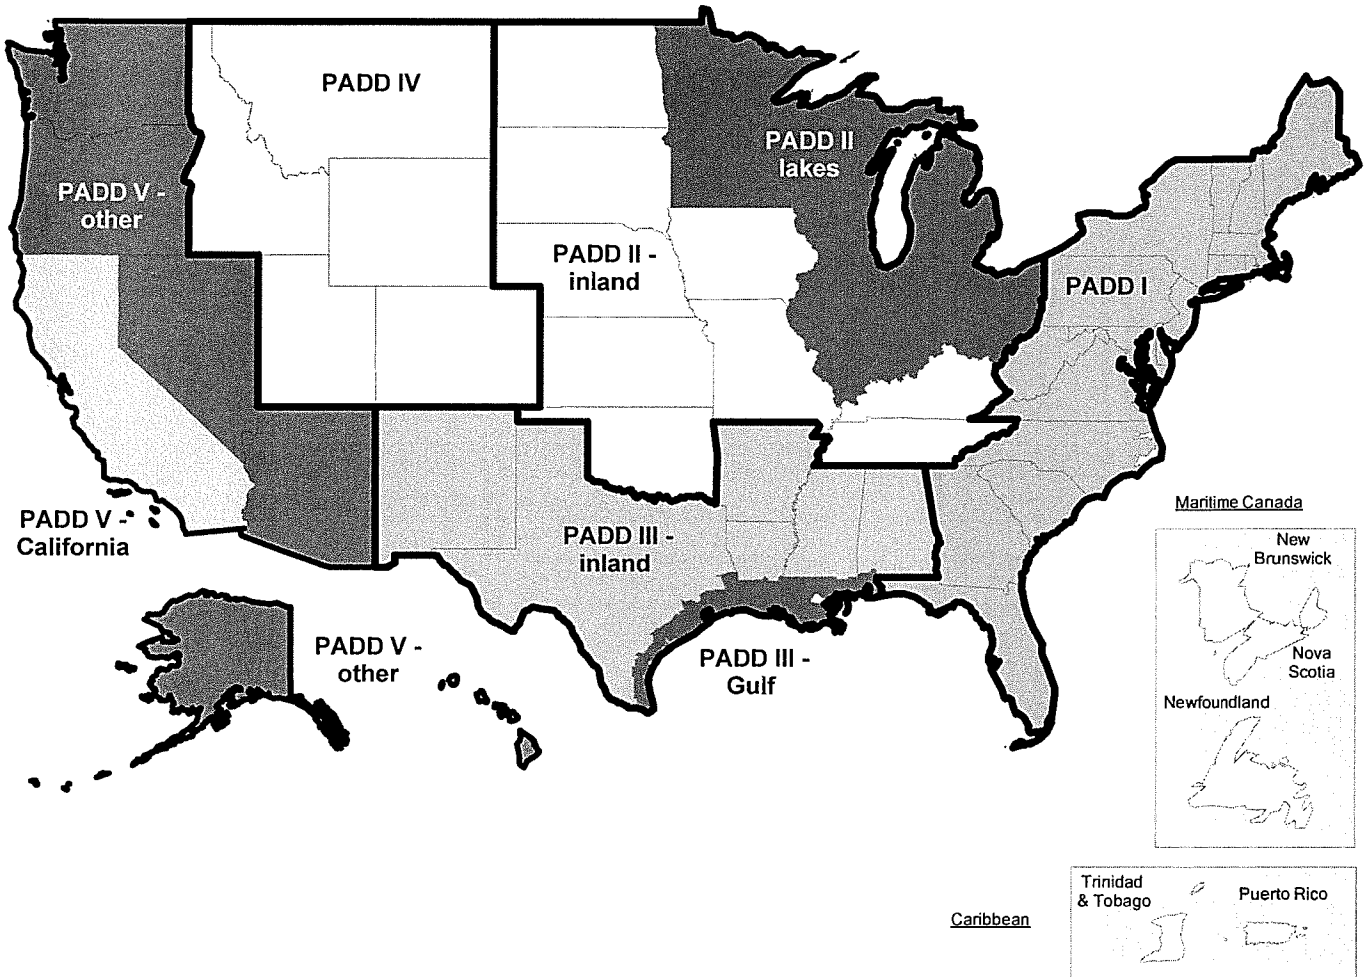 PADD IV
PADD II
lakes
PADD V -
other
PADD II -
inland
PADD I
PADD V -
California
PADD III -
inland
Maritime Canada
New
Brunswick
PADD V -
other
PADD III -
Gulf
Nova
Scotia
Newfoundland
Trinidad
& Tobago
Puerto Rico
Caribbean